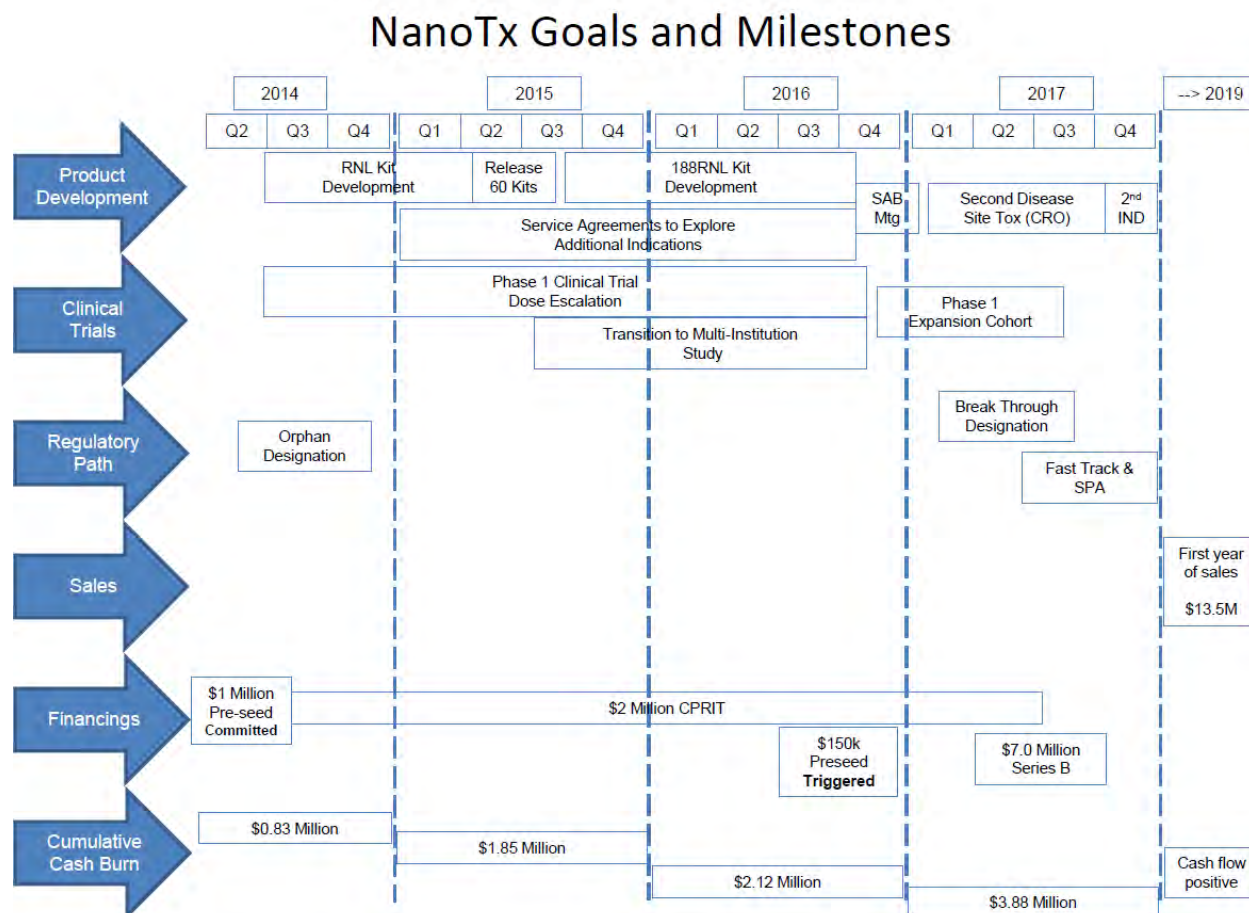 NanoTx Goals and Milestones
2014
2015
2016
2017
--> 2019
Q2
Q3
Q4
Q1
Q2
Q3
Q4
Q1
Q2
Q3
Q4
Q1
Q2
Q3
Q4
Product
Development
RNL Kit
Development
Release
60 Kits
188RNL Kit
Development
SAB
Mtg
Second Disease
Site Tox (CRO)
2nd
IND
Service Agreements to Explore
Additional Indications
Clinical
Trials
Phase 1 Clinical Trial
Dose Escalation
Phase 1
Expansion Cohort
Transition to Multi-Institution
Study
Regulatory
Path
Orphan
Designation
Break Through
Designation
Fast Track &
SPA
Sales
First year
of sales
$13.5M
Financings
$1 Million
Pre-seed
Committed
$2 Million CPRIT
$150k
Preseed
Triggered
$7.0 Million
Series B
Cumulative
Cash Burn
$0.83 Million
$1.85 Million
$2.12 Million
$3.88 Million
Cash flow
positive